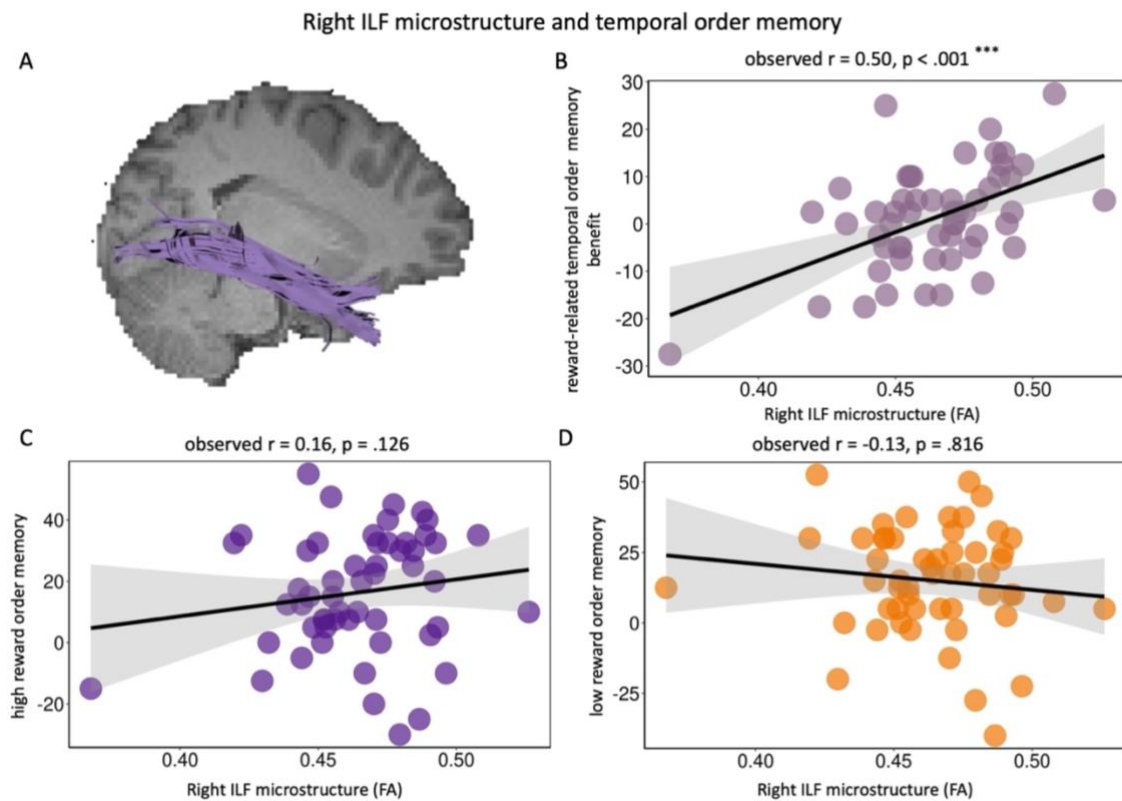 Right ILF microstructure and temporal order memory
A
B
observed r = 0.50, p < .001 ***
reward-related temporal order memory
benefit
30
20
10
0
-10
-20
-30
0.40
0.45
0.50
Right ILF microstructure (FA)
C
observed r = 0.16, p = .126
high reward order memory
40
20
0
-20
0.40
0.45
0.50
Right ILF microstructure (FA)
D
observed r = -0.13, p = .816
low reward order memory
50
25
0
-25
0.40
0.45
0.50
Right ILF microstructure (FA)